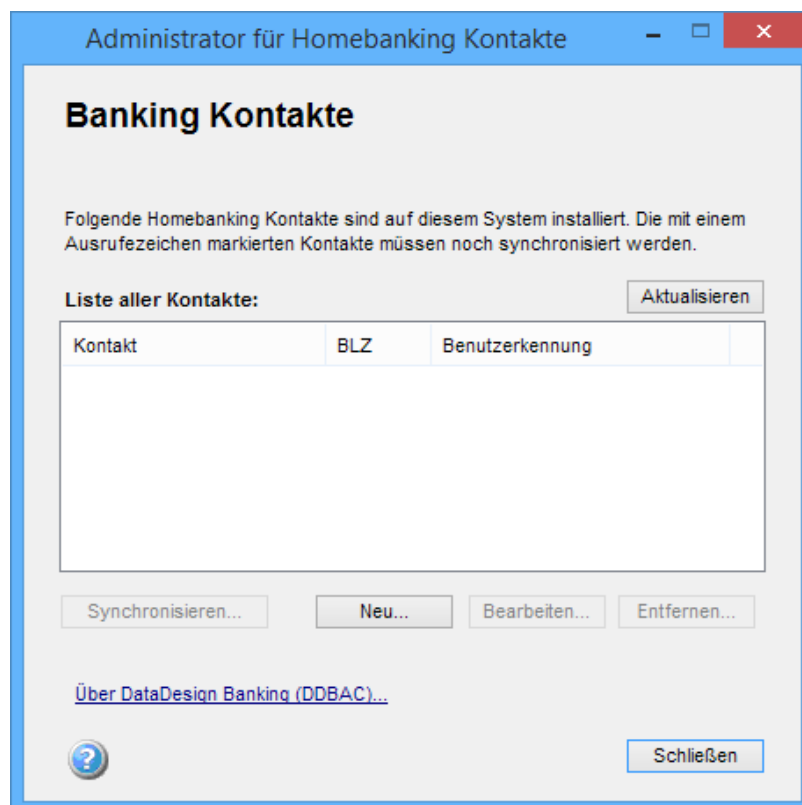 Administrator für Homebanking Kontakte
Banking Kontakte
Folgende Homebanking Kontakte sind auf diesem System installiert. Die mit einem
Ausrufezeichen markierten Kontakte müssen noch synchronisiert werden.
Liste aller Kontakte:
Aktualisieren
Kontakt BLZ Benutzerkennung
Synchronisieren... Neu... Bearbeiten... Entfernen...
Über DataDesign Banking (DDBAC)...
?
Schließen